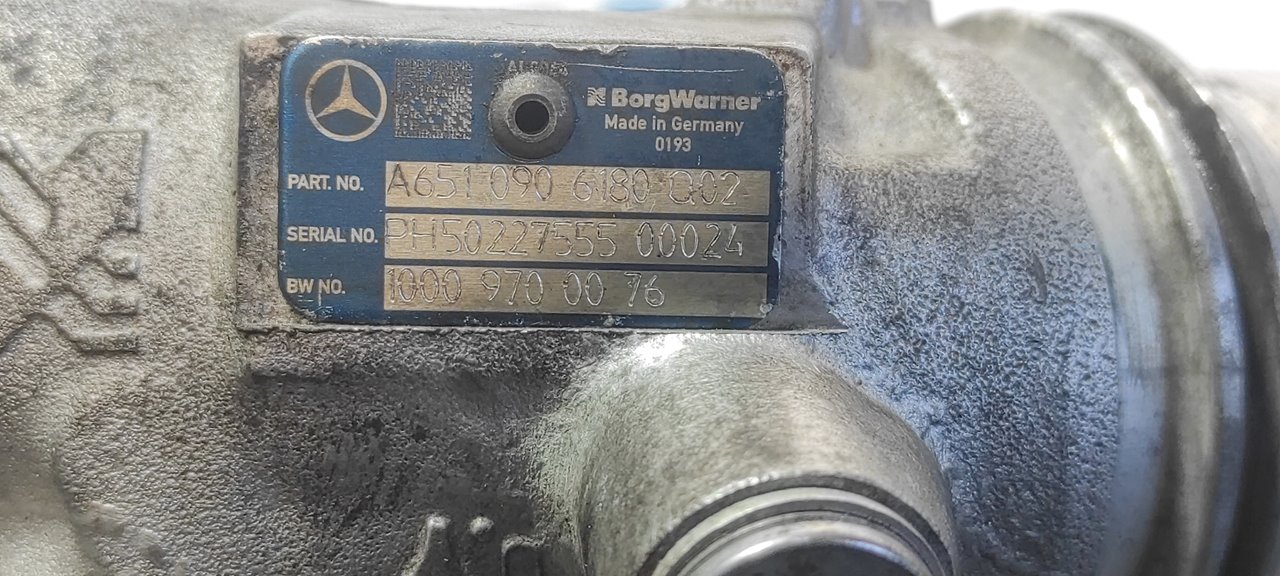 BorgWarner
Made in Germany
0193
PART. NO. A651 090 6180 Q02
SERIAL NO. PH50227555 00024
BW NO. 1000 970 00 76